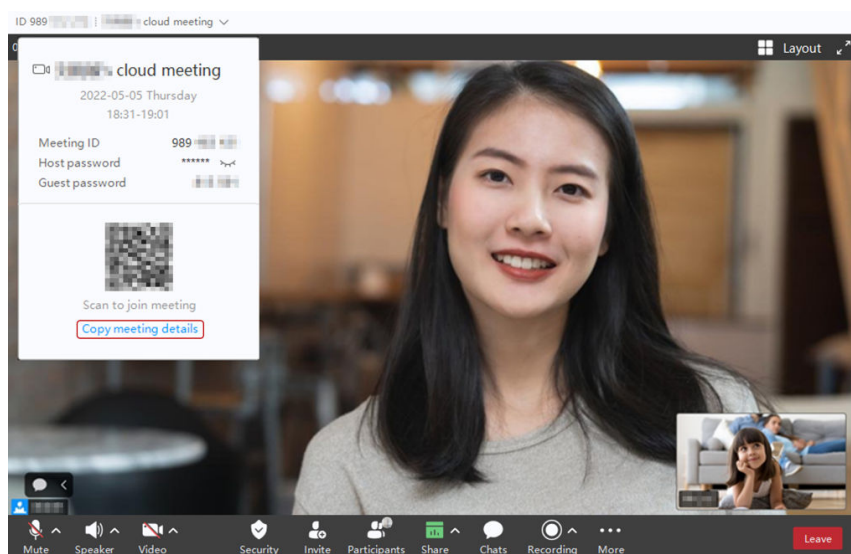 ID 989
cloud meeting
Layout
cloud meeting
2022-05-05 Thursday
18:31-19:01
Meeting ID 989
Host password ******
Guest password
Scan to join meeting
Copy meeting details
Mute
Speaker
Video
Security
Invite
Participants
Share
Chats
Recording
More
Leave